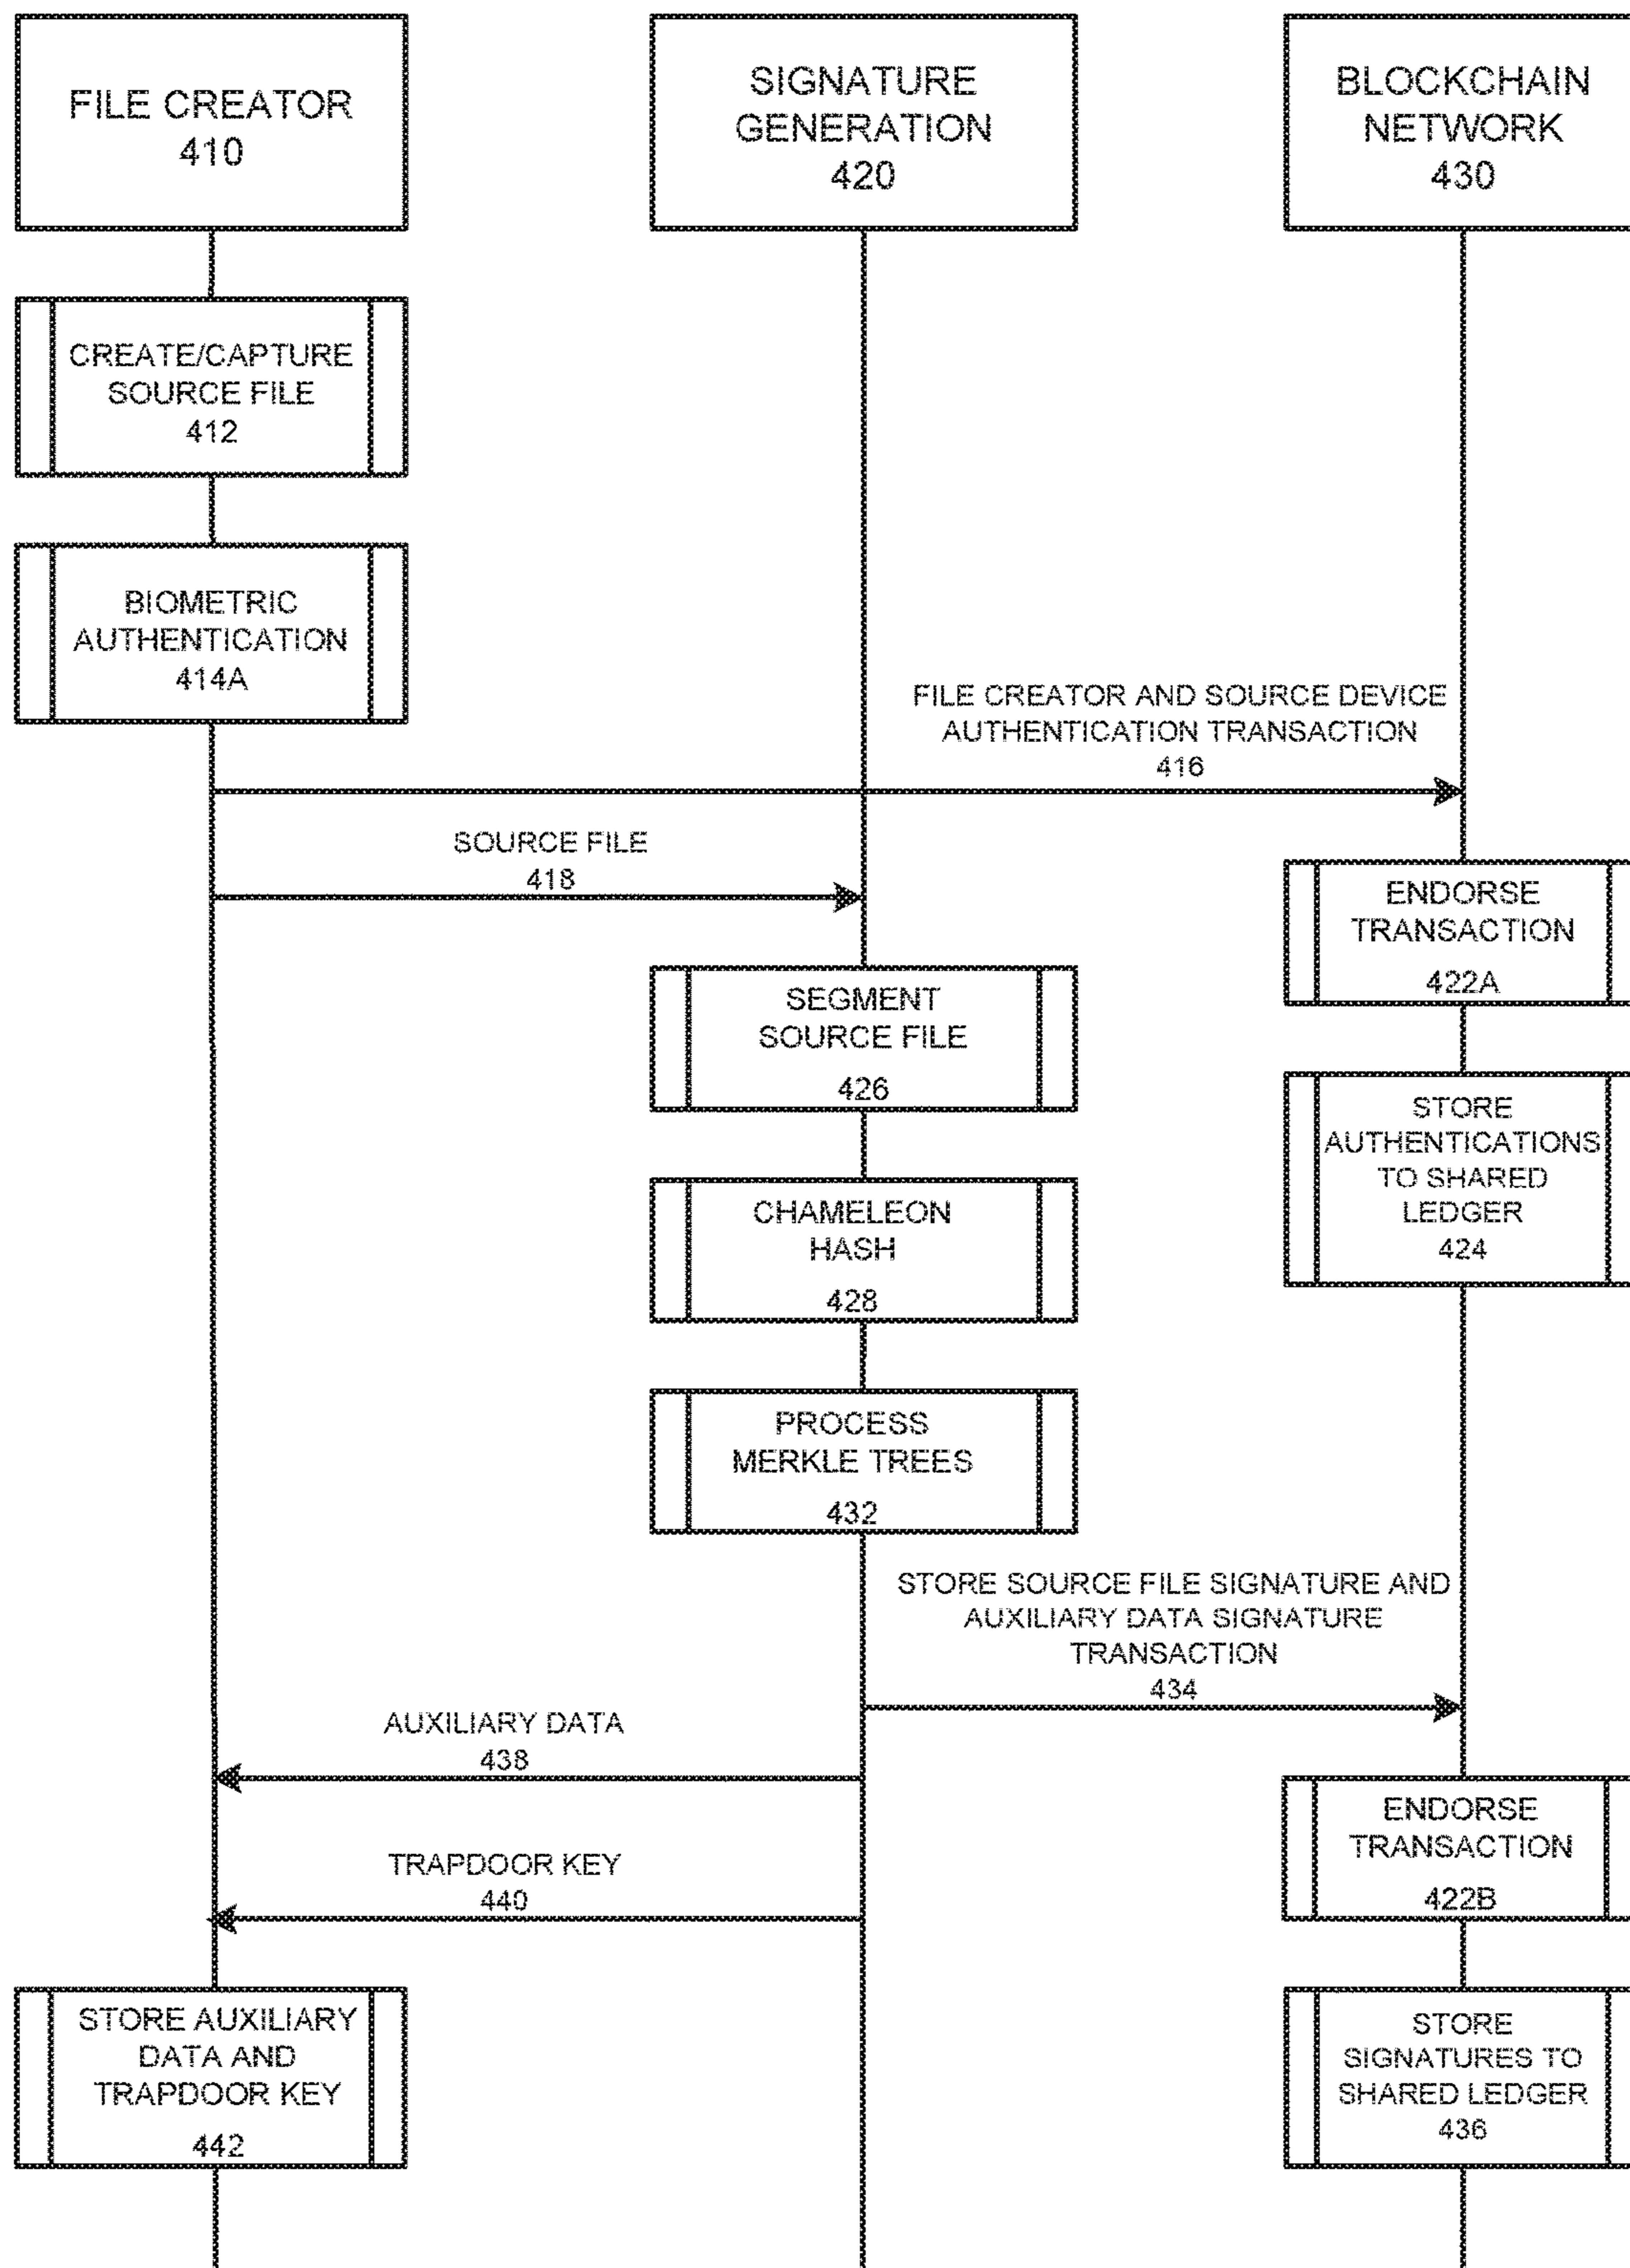 FILE CREATOR
410
SIGNATURE
GENERATION
420
BLOCKCHAIN
NETWORK
430
CREATE/CAPTURE
SOURCE FILE
412
BIOMETRIC
AUTHENTICATION
414A
FILE CREATOR AND SOURCE DEVICE
AUTHENTICATION TRANSACTION
416
SOURCE FILE
418
ENDORSE
TRANSACTION
422A
SEGMENT
SOURCE FILE
426
STORE
AUTHENTICATIONS
TO SHARED
LEDGER
424
CHAMELEON
HASH
428
PROCESS
MERKLE TREES
432
STORE SOURCE FILE SIGNATURE AND
AUXILIARY DATA SIGNATURE
TRANSACTION
434
AUXILIARY DATA
438
ENDORSE
TRANSACTION
422B
TRAPDOOR KEY
440
STORE AUXILIARY
DATA AND
TRAPDOOR KEY
442
STORE
SIGNATURES TO
SHARED LEDGER
436